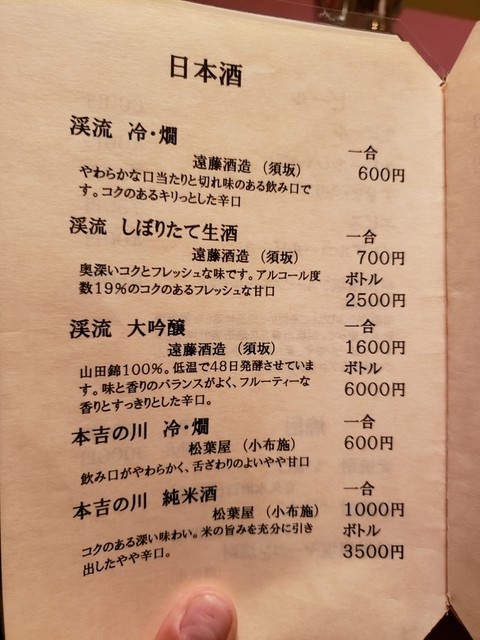 日本酒
渓流 冷・燗
遠藤酒造 （須坂）
一合
やわらかな口当たりと切れ味のある飲み口で
す。コクのあるキリっとした辛口
600円
渓流 しぼりたて生酒
遠藤酒造 （須坂）
一合
700円
奥深いコクとフレッシュな味です。アルコール度
数19%のコクのあるフレッシュな甘口
ボトル
2500円
渓流 大吟醸
遠藤酒造 （須坂）
一合
1600円
山田錦100%。低温で48日発酵させていま
す。味と香りのバランスがよく、フルーティーな
香りとすっきりとした辛口。
ボトル
6000円
本吉の川 冷・燗
松葉屋 （小布施）
一合
600円
飲み口がやわらかく、舌ざわりのよいやや甘口
本吉の川 純米酒
松葉屋 （小布施）
一合
1000円
コクのある深い味わい。米の旨みを充分に引き
出したやや辛口。
ボトル
3500円